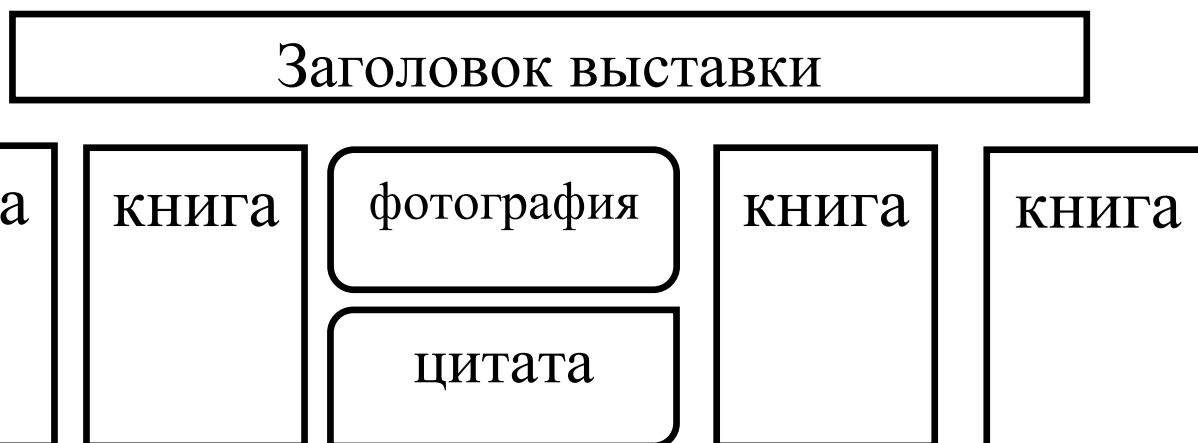 Заголовок выставки
а книга фотография книга книга
цитата